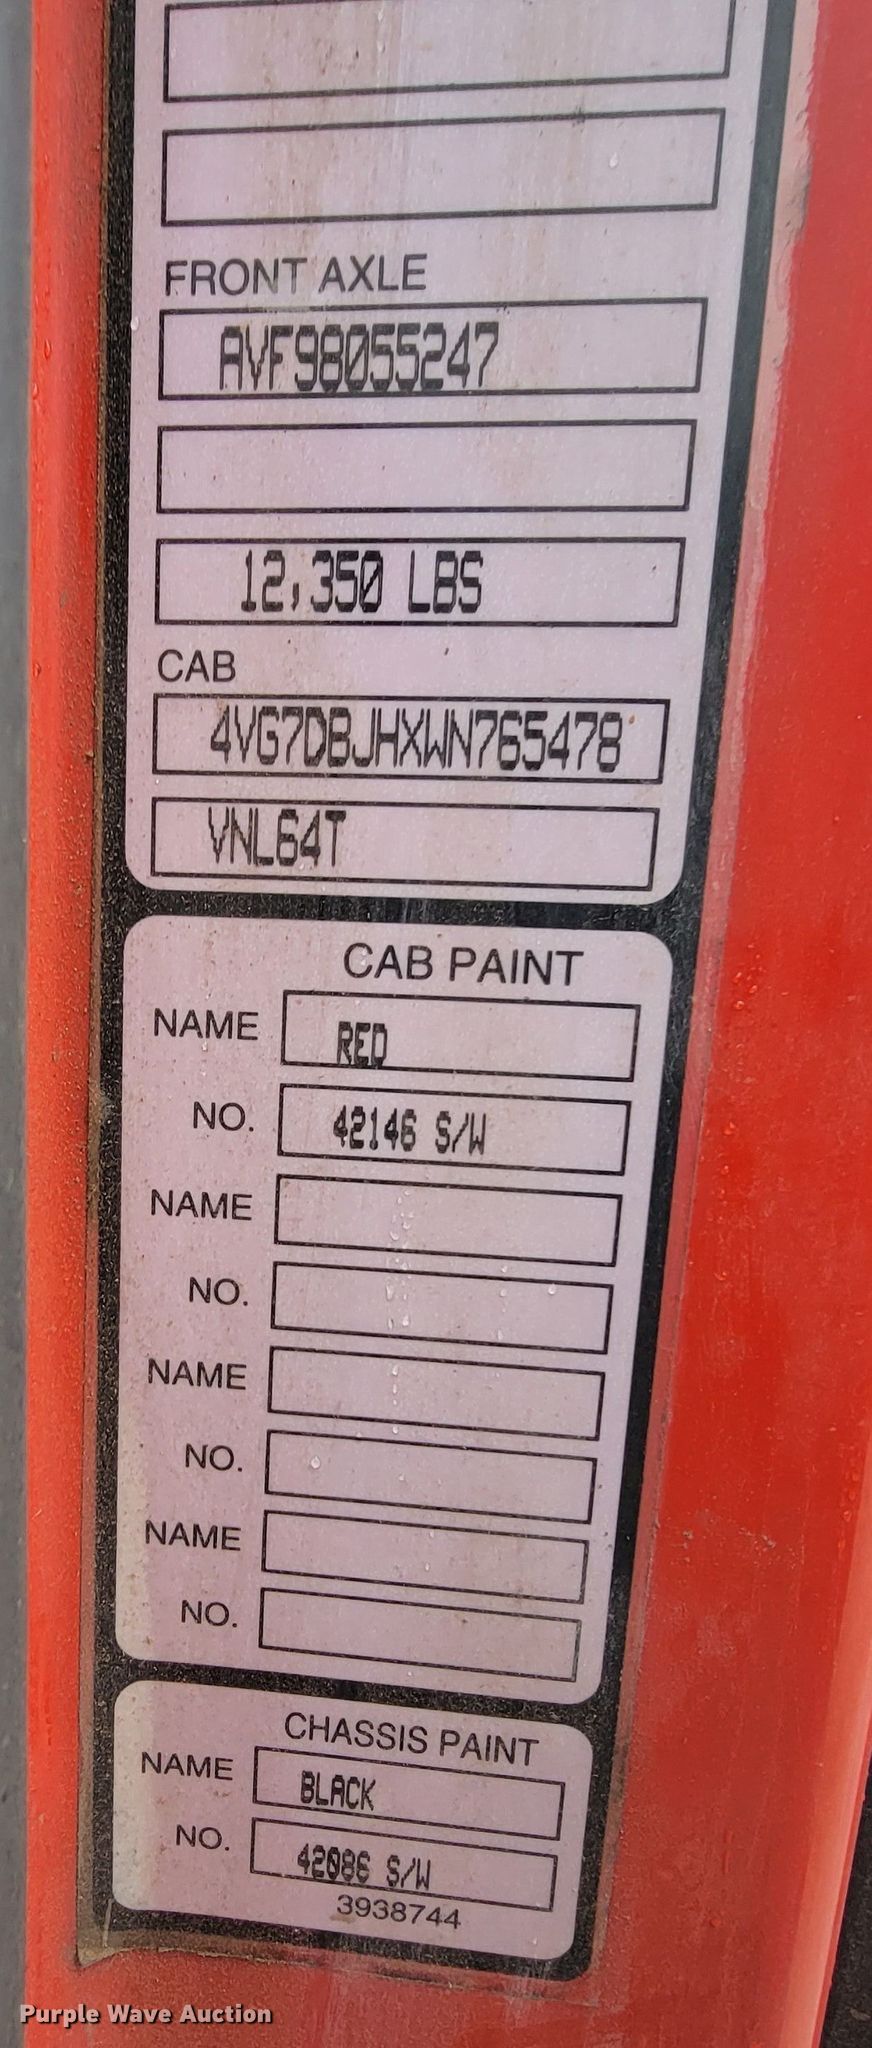 FRONT AXLE
AVF98055247
12,350 LBS
CAB
4VG7DBJHXWN765478
VNL64T
CAB PAINT
NAME RED
NO. 42146 S/W
NAME
NO.
NAME
NO.
NAME
NO.
CHASSIS PAINT
NAME BLACK
NO. 42086 S/W
3938744
Purple Wave Auction